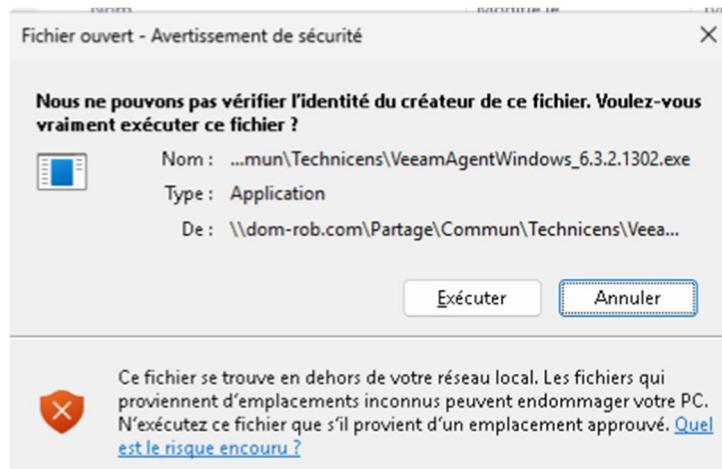 Nom Modifié le
Fichier ouvert - Avertissement de sécurité
Nous ne pouvons pas vérifier l'identité du créateur de ce fichier. Voulez-vous
vraiment exécuter ce fichier ?
Nom : ...mun\Technicens\VeeamAgentWindows_6.3.2.1302.exe
Type : Application
De : \\dom-rob.com\Partage\Commun\Technicens\Veea...
Exécuter Annuler
Ce fichier se trouve en dehors de votre réseau local. Les fichiers qui
proviennent d'emplacements inconnus peuvent endommager votre PC.
N'exécutez ce fichier que s'il provient d'un emplacement approuvé. Quel
est le risque encouru ?